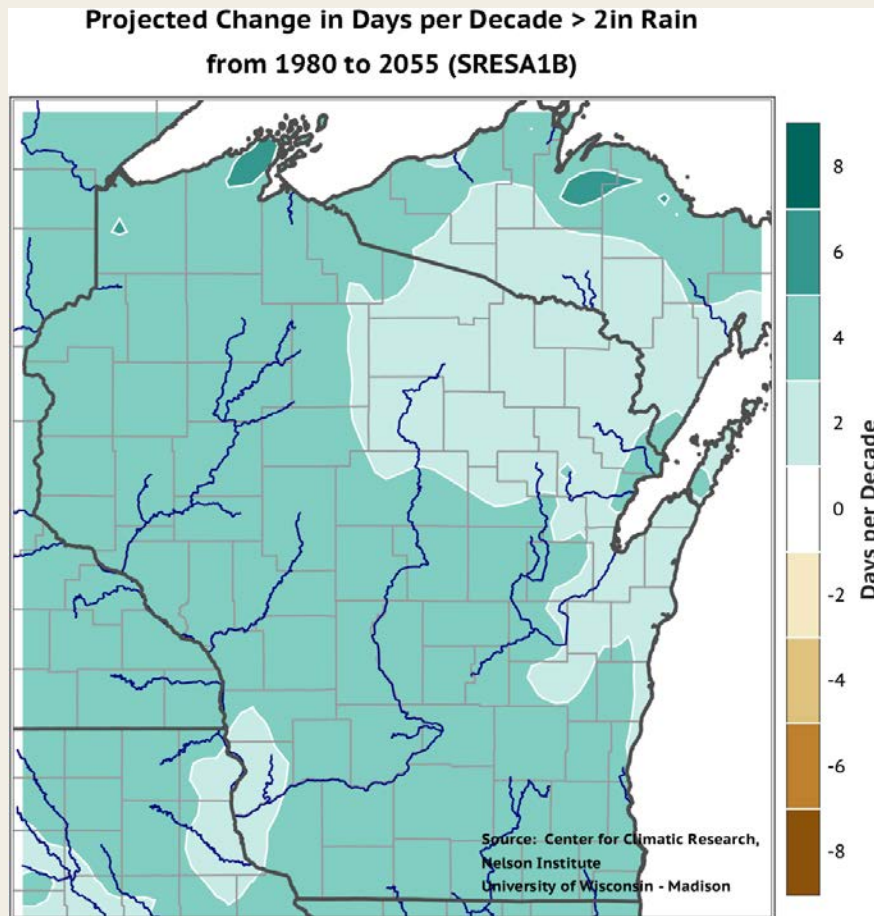 Projected Change in Days per Decade > 2in Rain
from 1980 to 2055 (SRESA1B)
8
6
4
2
0
-2
-4
-6
-8
Days per Decade
Source: Center for Climatic Research,
Nelson Institute
University of Wisconsin - Madison